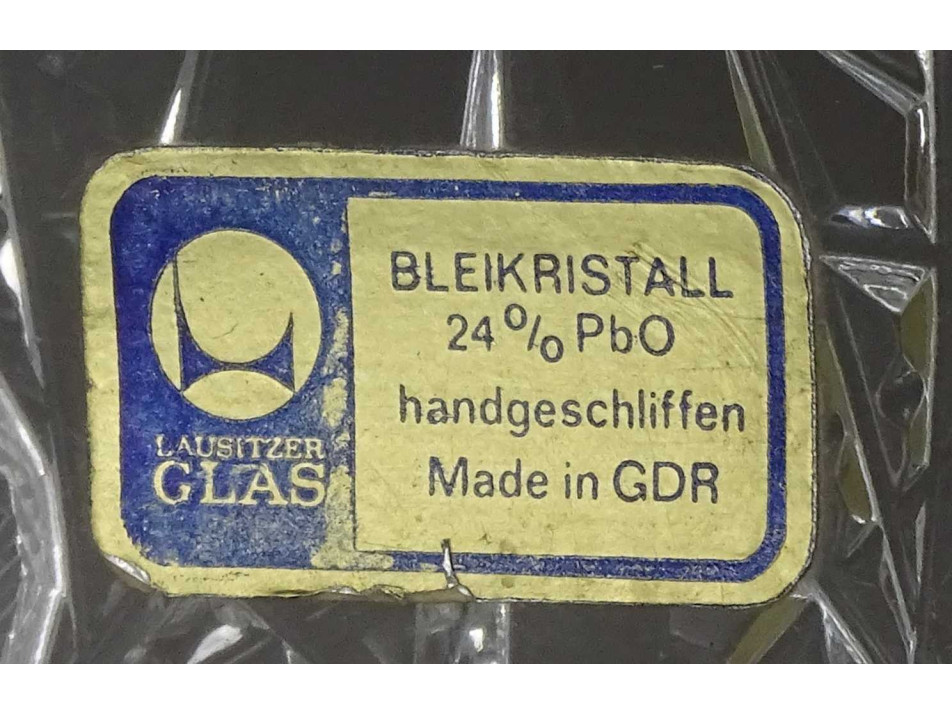 LAUSITZER
GLAS
BLEIKRISTALL
24% PbO
handgeschliffen
Made in GDR